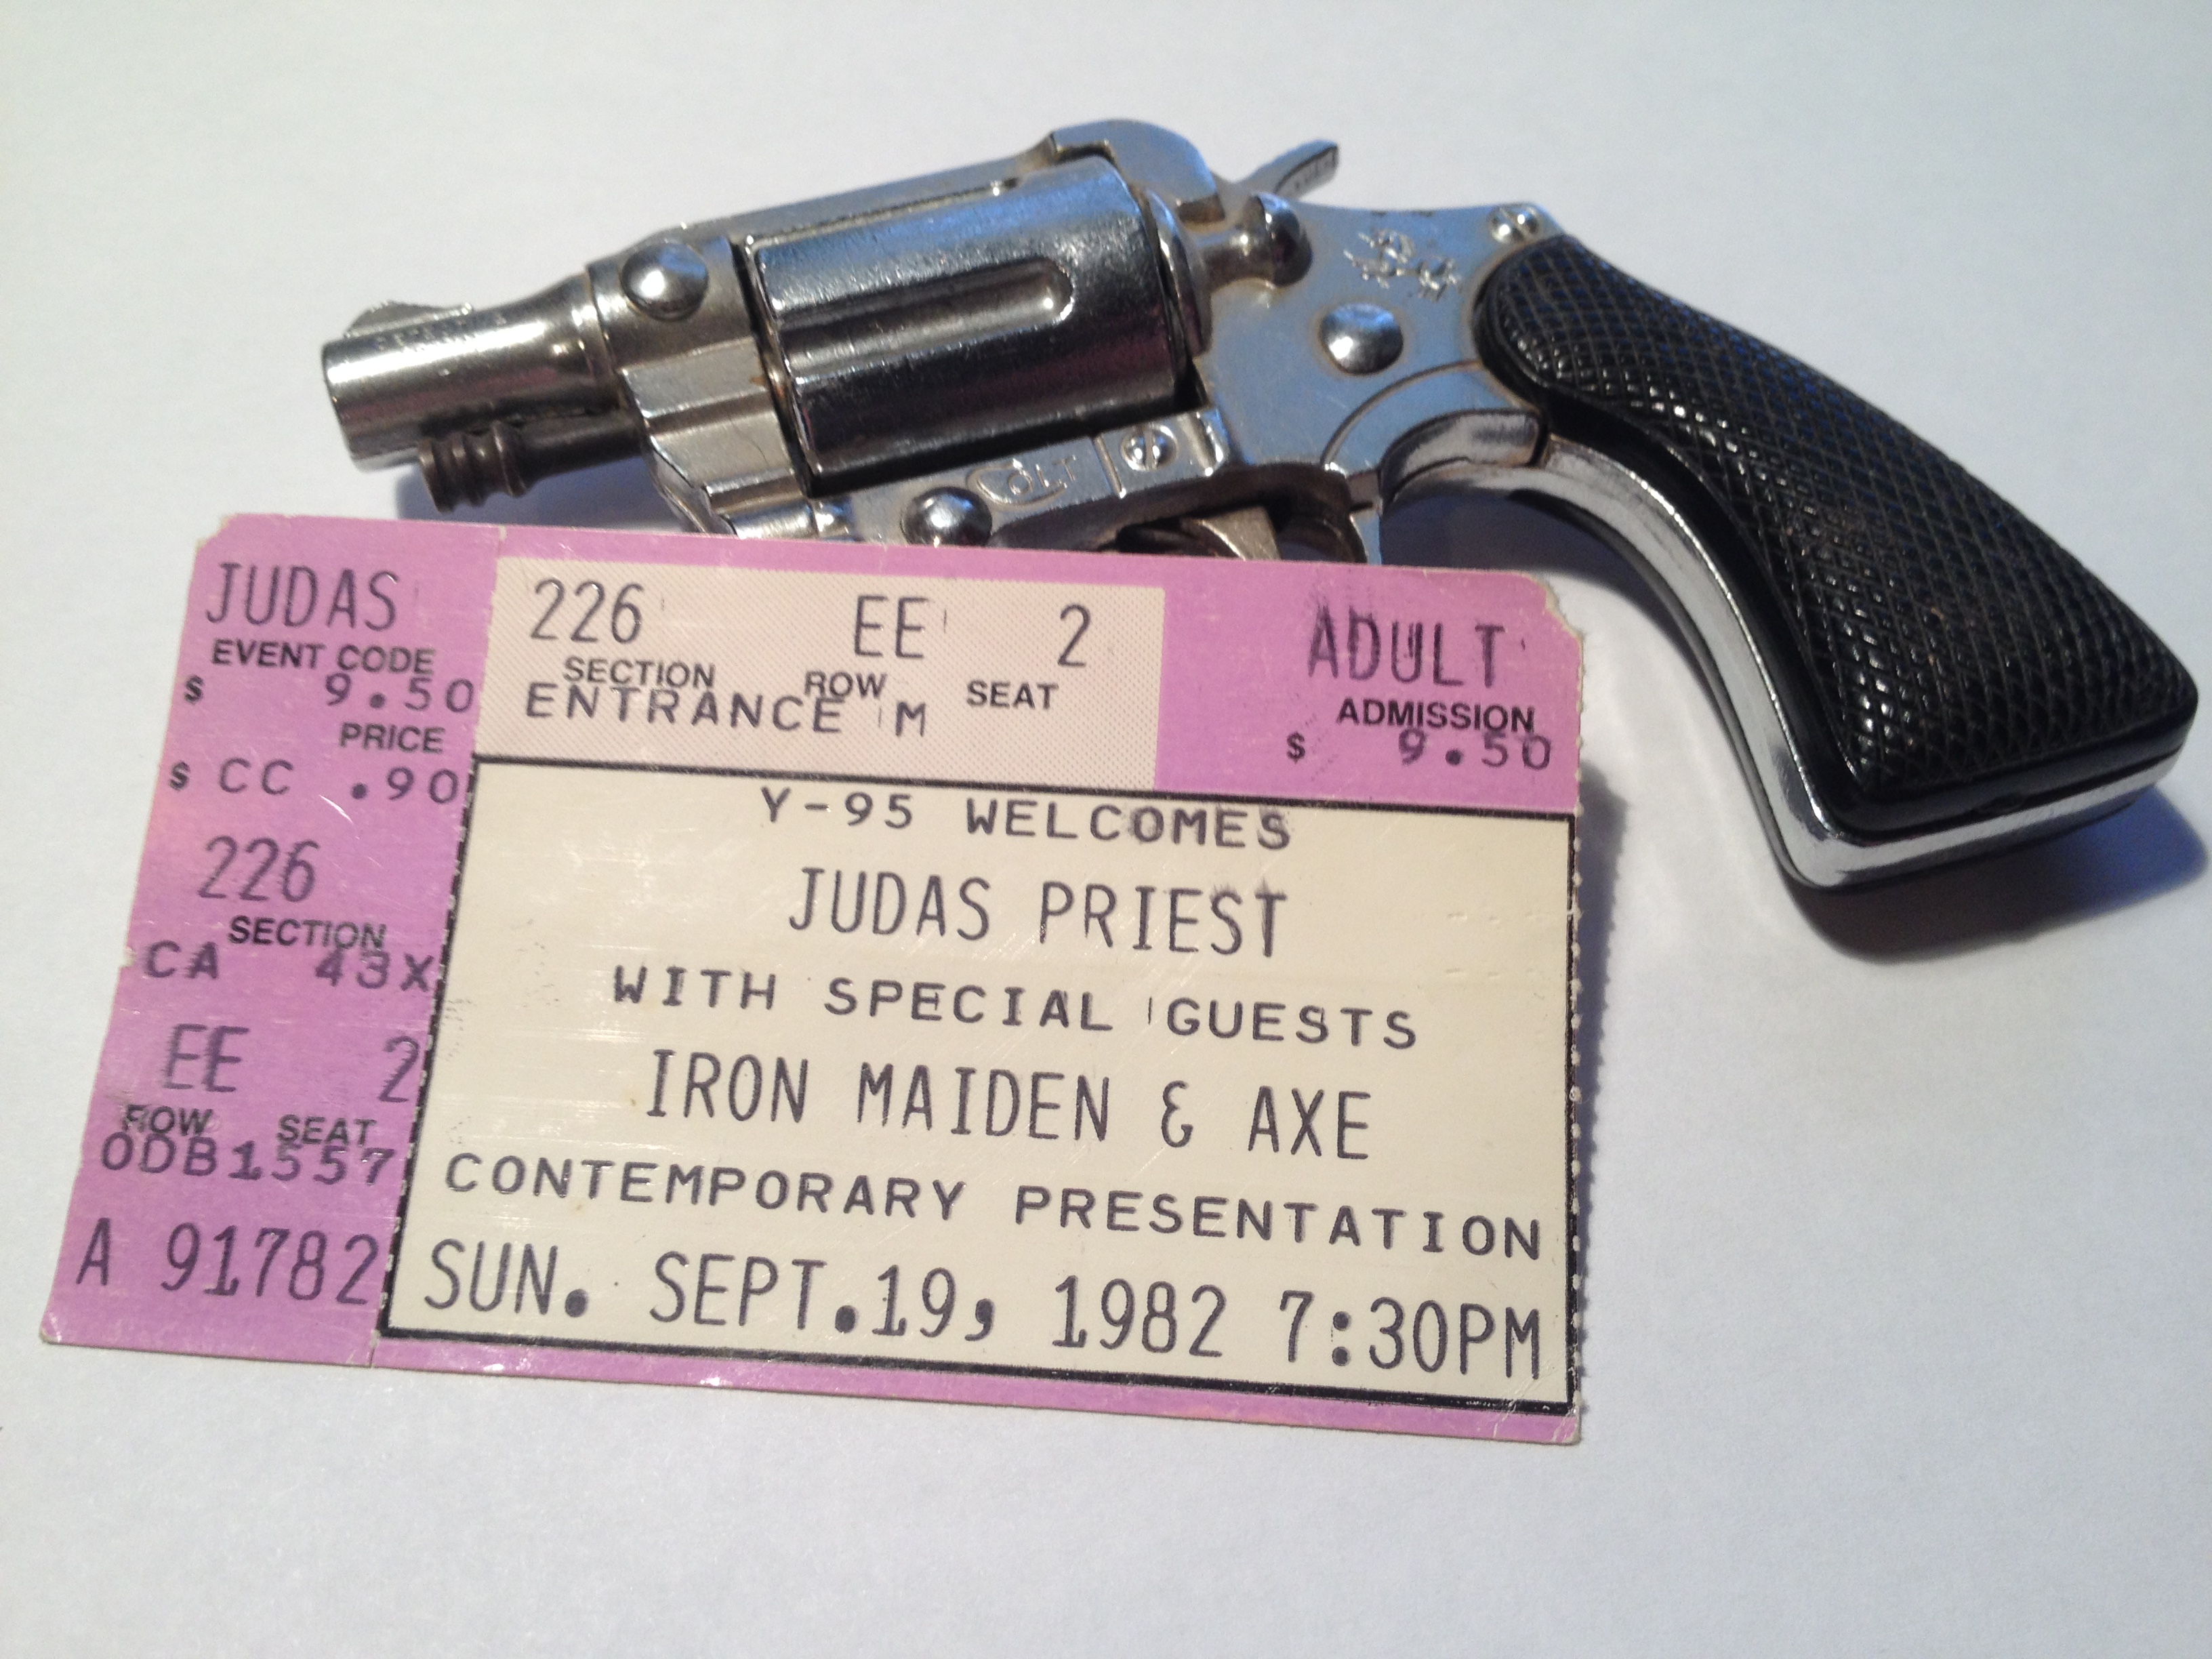 COLT
JUDAS
EVENT CODE
$ 9.50
PRICE
$ CC .90
226
SECTION
CA 43X
EE 2
ROW SEAT
ODB1557
A 91782
226 EE 2
SECTION ROW SEAT
ENTRANCE M
ADULT
ADMISSION
$ 9.50
Y-95 WELCOMES
JUDAS PRIEST
WITH SPECIAL GUESTS
IRON MAIDEN & AXE
CONTEMPORARY PRESENTATION
SUN. SEPT.19, 1982 7:30PM